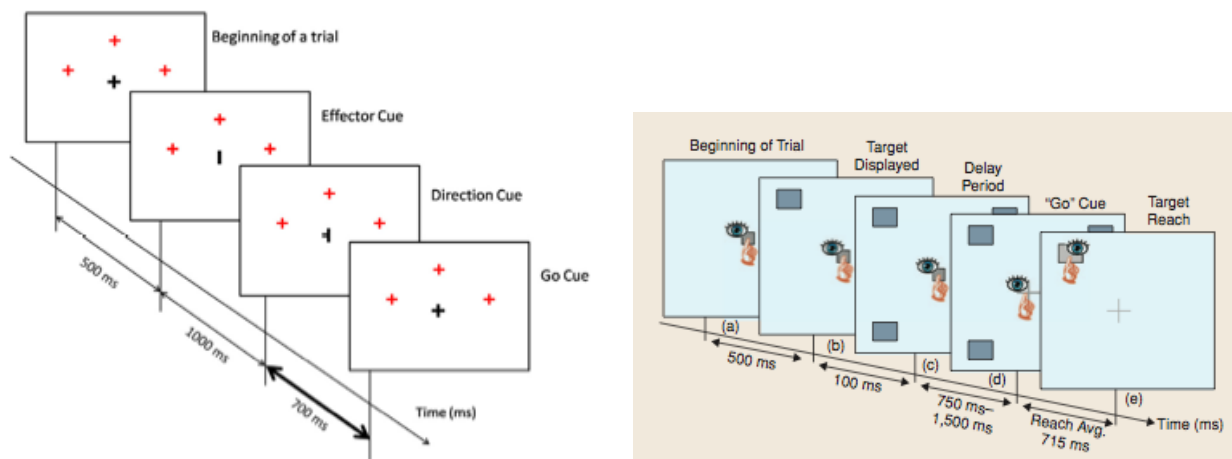 Beginning of a trial
Effector Cue
Direction Cue
Go Cue
500 ms
1000 ms
700 ms
Time (ms)
Beginning of Trial
Target
Displayed
Delay
Period
“Go” Cue
Target
Reach
(a)
(b)
(c)
(d)
(e)
500 ms
100 ms
750 ms–
1,500 ms
Reach Avg.
715 ms
Time (ms)